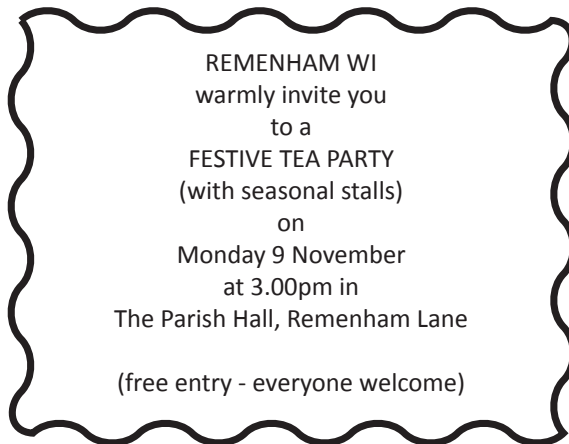 REMENHAM WI
warmly invite you
to a
FESTIVE TEA PARTY
(with seasonal stalls)
on
Monday 9 November
at 3.00pm in
The Parish Hall, Remenham Lane
(free entry - everyone welcome)